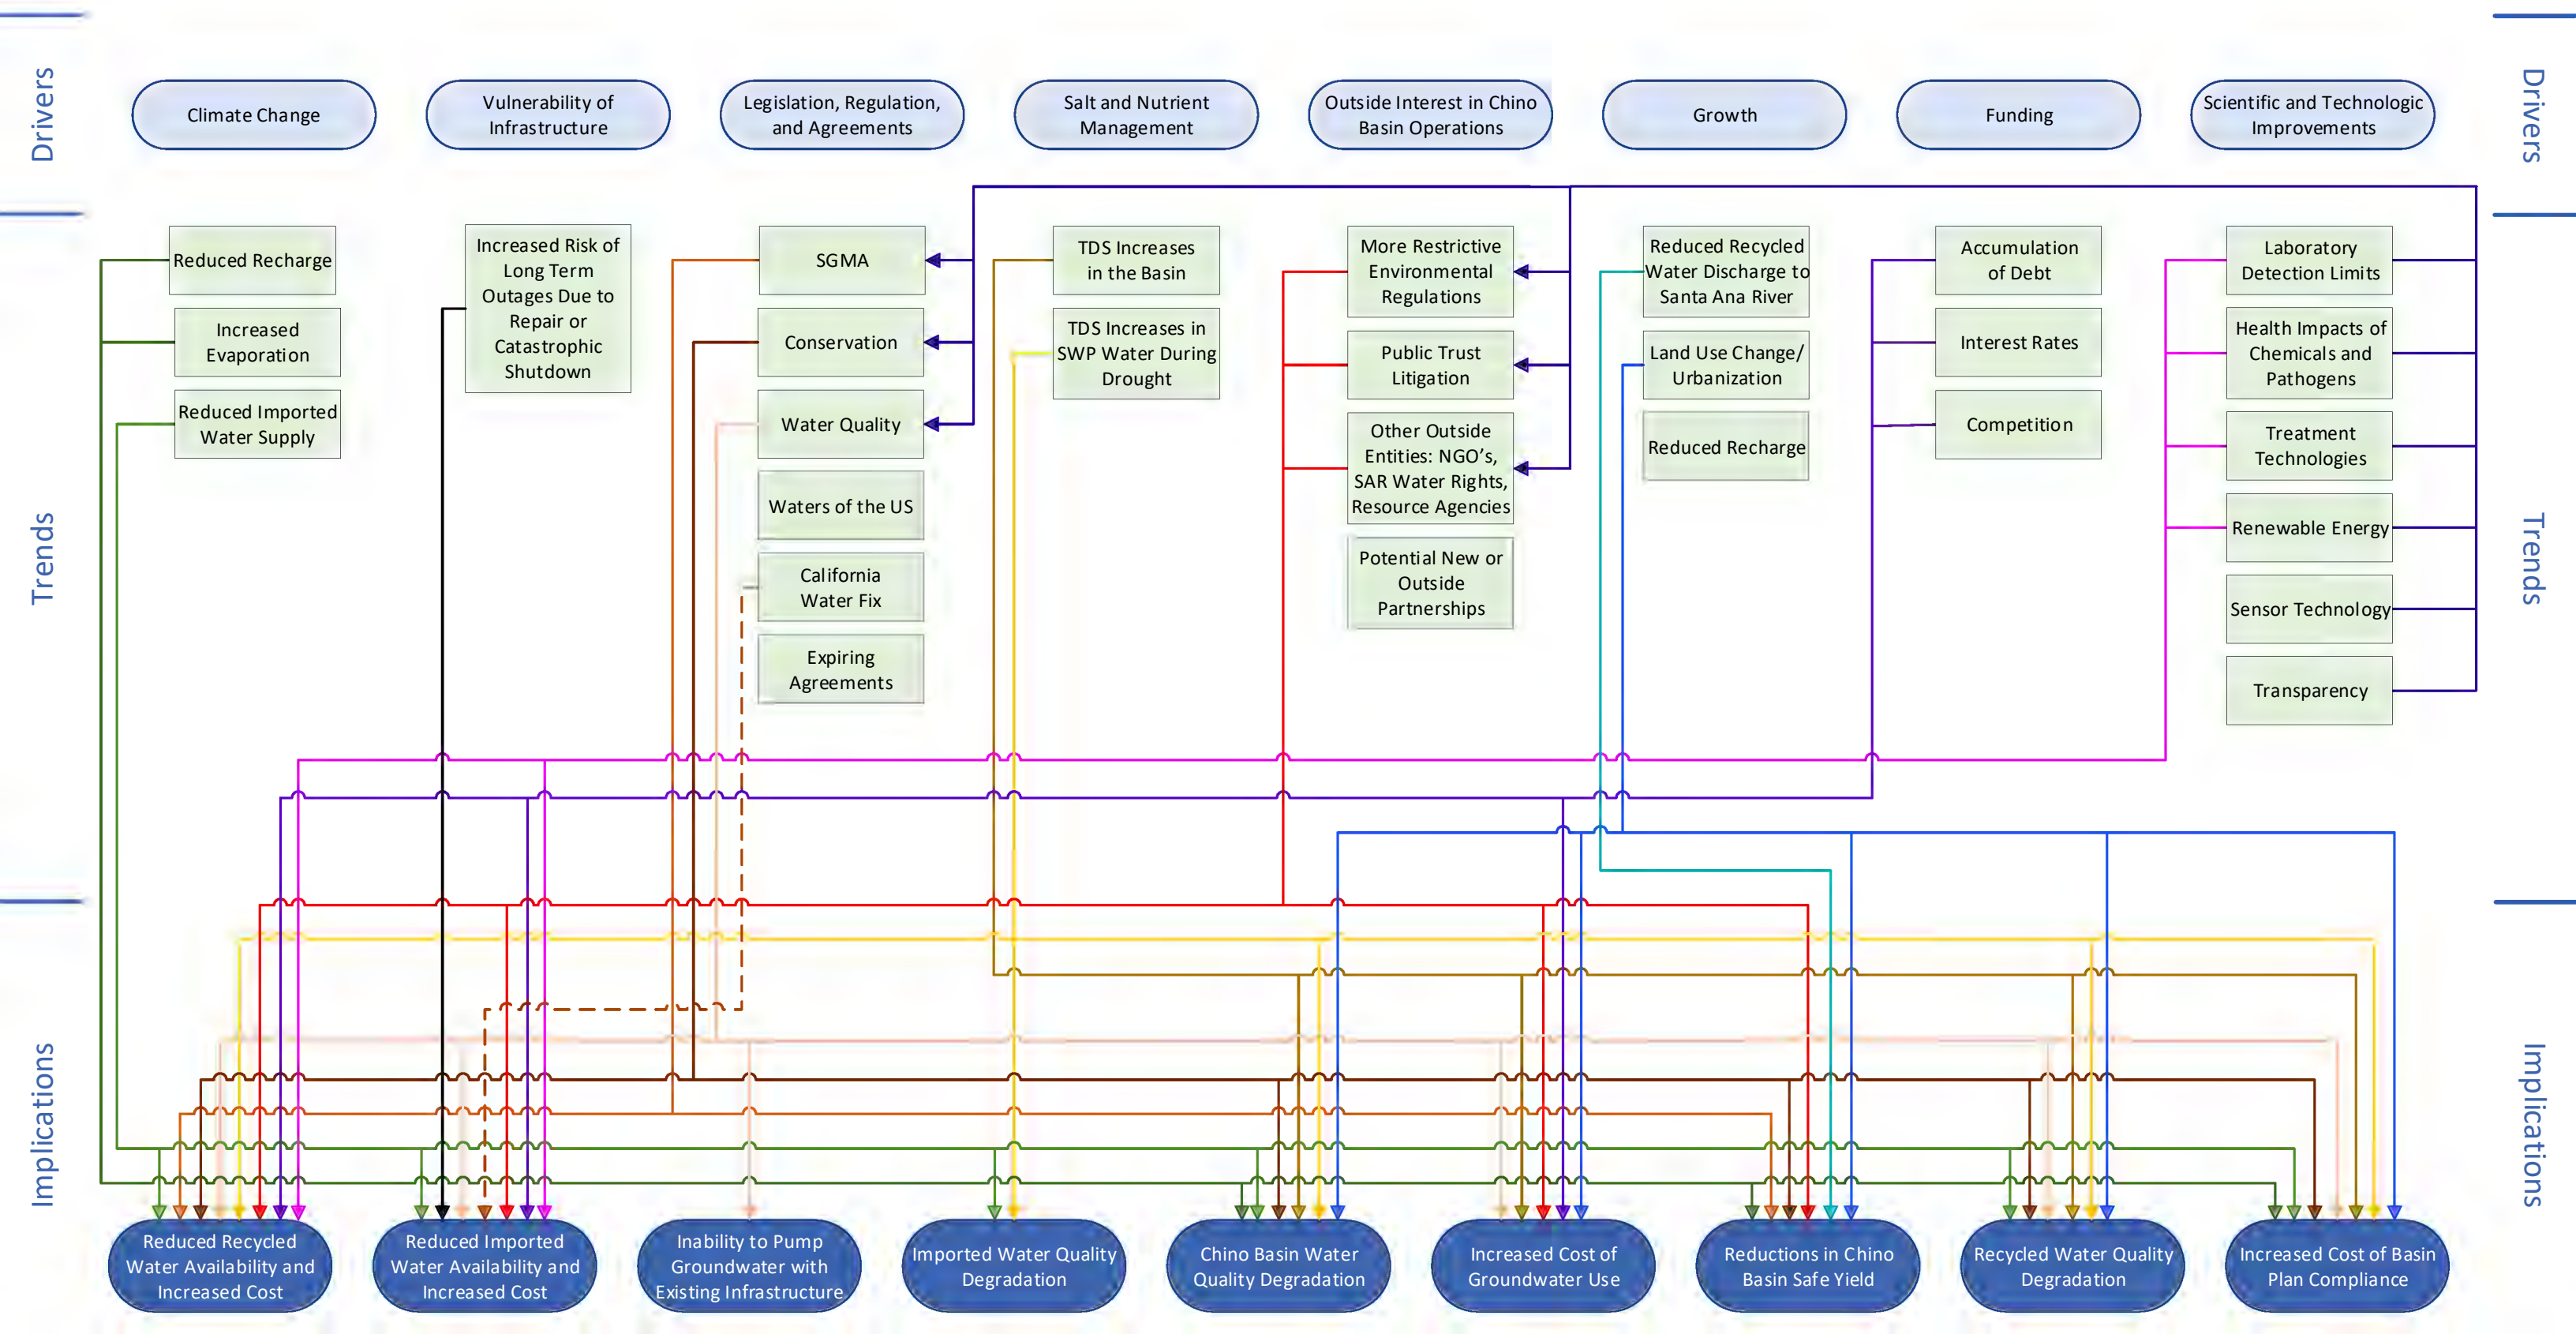 Drivers
Drivers
Climate Change
Vulnerability of
Infrastructure
Legislation, Regulation,
and Agreements
Salt and Nutrient
Management
Outside Interest in Chino
Basin Operations
Growth
Funding
Scientific and Technologic
Improvements
Trends
Trends
Reduced Recharge
Increased
Evaporation
Reduced Imported
Water Supply
Increased Risk of
Long Term
Outages Due to
Repair or
Catastrophic
Shutdown
SGMA
Conservation
Water Quality
Waters of the US
California
Water Fix
Expiring
Agreements
TDS Increases
in the Basin
TDS Increases in
SWP Water During
Drought
More Restrictive
Environmental
Regulations
Public Trust
Litigation
Other Outside
Entities: NGO's,
SAR Water Rights,
Resource Agencies
Potential New or
Outside
Partnerships
Reduced Recycled
Water Discharge to
Santa Ana River
Land Use Change/
Urbanization
Reduced Recharge
Accumulation
of Debt
Interest Rates
Competition
Laboratory
Detection Limits
Health Impacts of
Chemicals and
Pathogens
Treatment
Technologies
Renewable Energy
Sensor Technology
Transparency
Implications
Implications
Reduced Recycled
Water Availability and
Increased Cost
Reduced Imported
Water Availability and
Increased Cost
Inability to Pump
Groundwater with
Existing Infrastructure
Imported Water Quality
Degradation
Chino Basin Water
Quality Degradation
Increased Cost of
Groundwater Use
Reductions in Chino
Basin Safe Yield
Recycled Water Quality
Degradation
Increased Cost of Basin
Plan Compliance